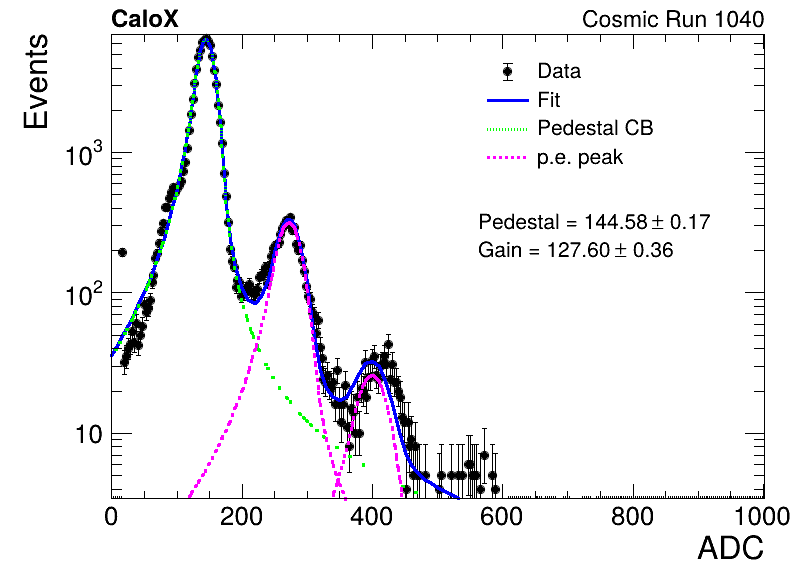 CaloX Cosmic Run 1040
Events
Data
Fit
Pedestal CB
p.e. peak
Pedestal = 144.58 ± 0.17
Gain = 127.60 ± 0.36
10³
10²
10
0 200 400 600 800 1000
ADC